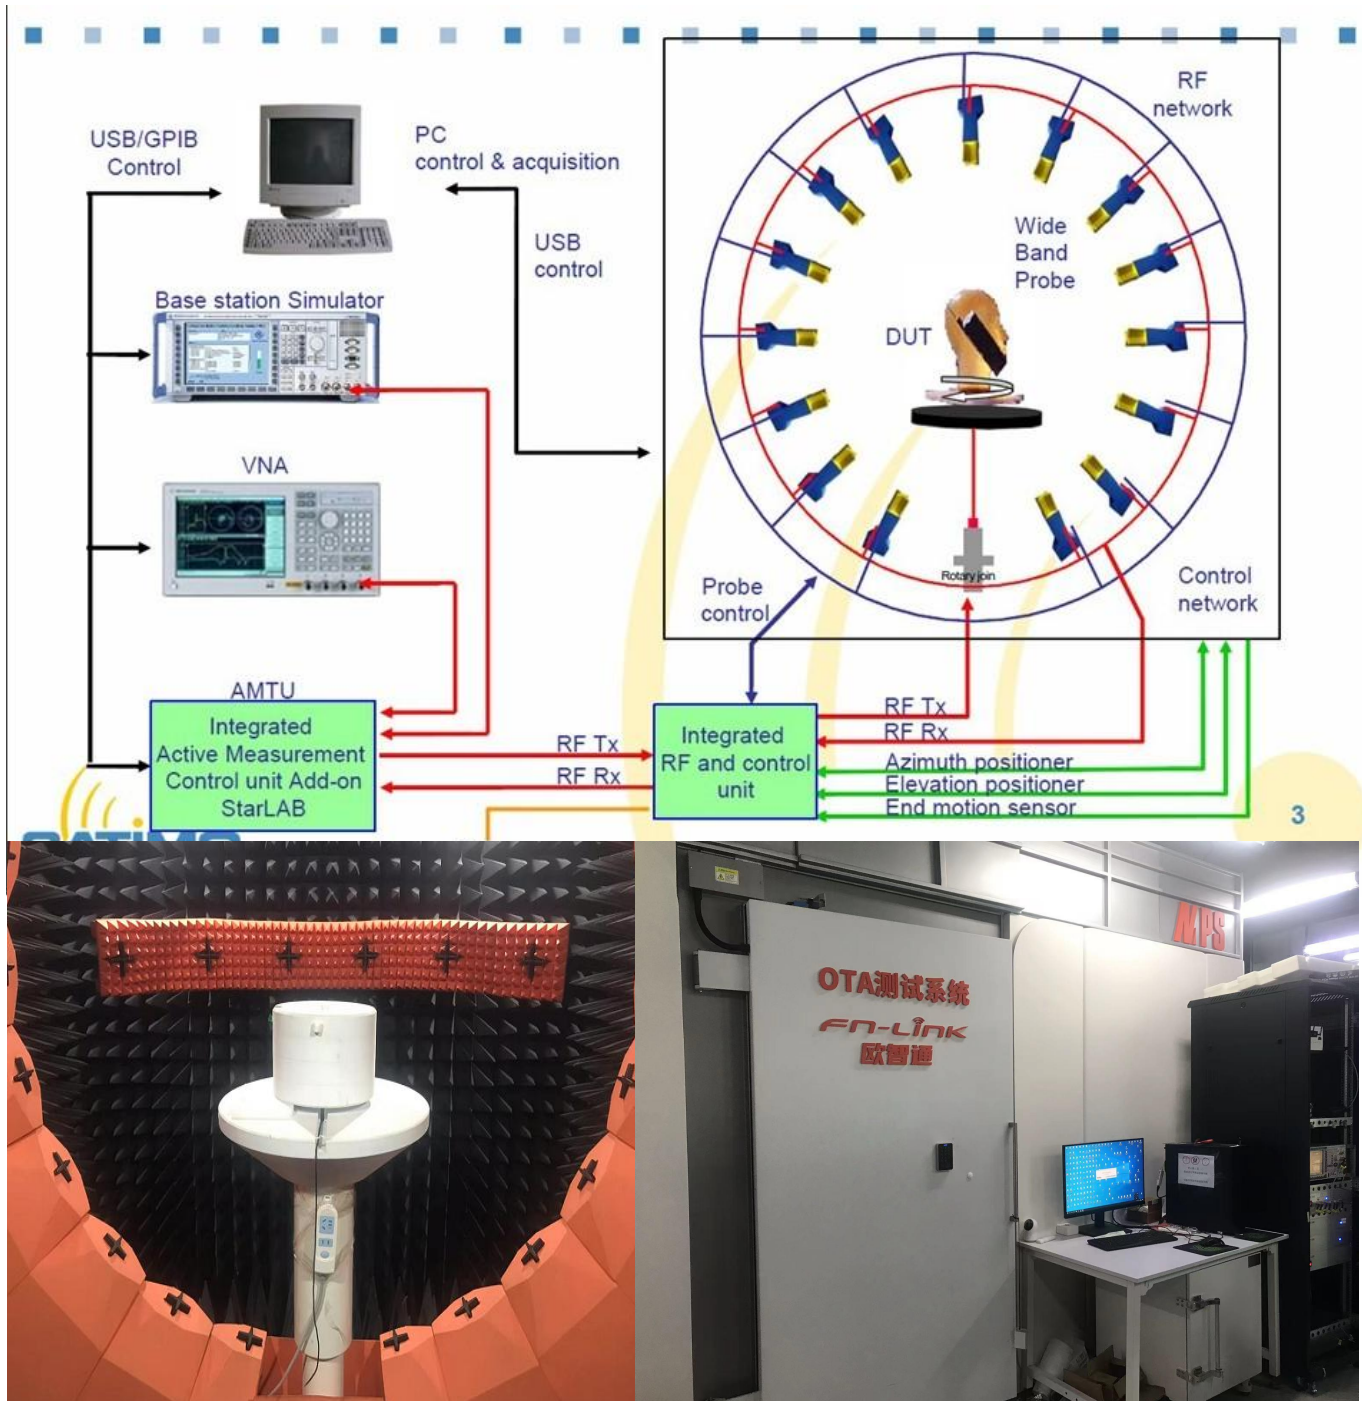 USB/GPIB
Control
PC
control & acquisition
USB
control
Base station Simulator
VNA
AMTU
Integrated
Active Measurement
Control unit Add-on
StarLAB
RF Tx
RF Rx
Integrated
RF and control
unit
Probe
control
RF
network
Wide
Band
Probe
DUT
Rotary join
Control
network
RF Tx
RF Rx
Azimuth positioner
Elevation positioner
End motion sensor
3
MPS
OTA测试系统
FN-LINK
欧智通